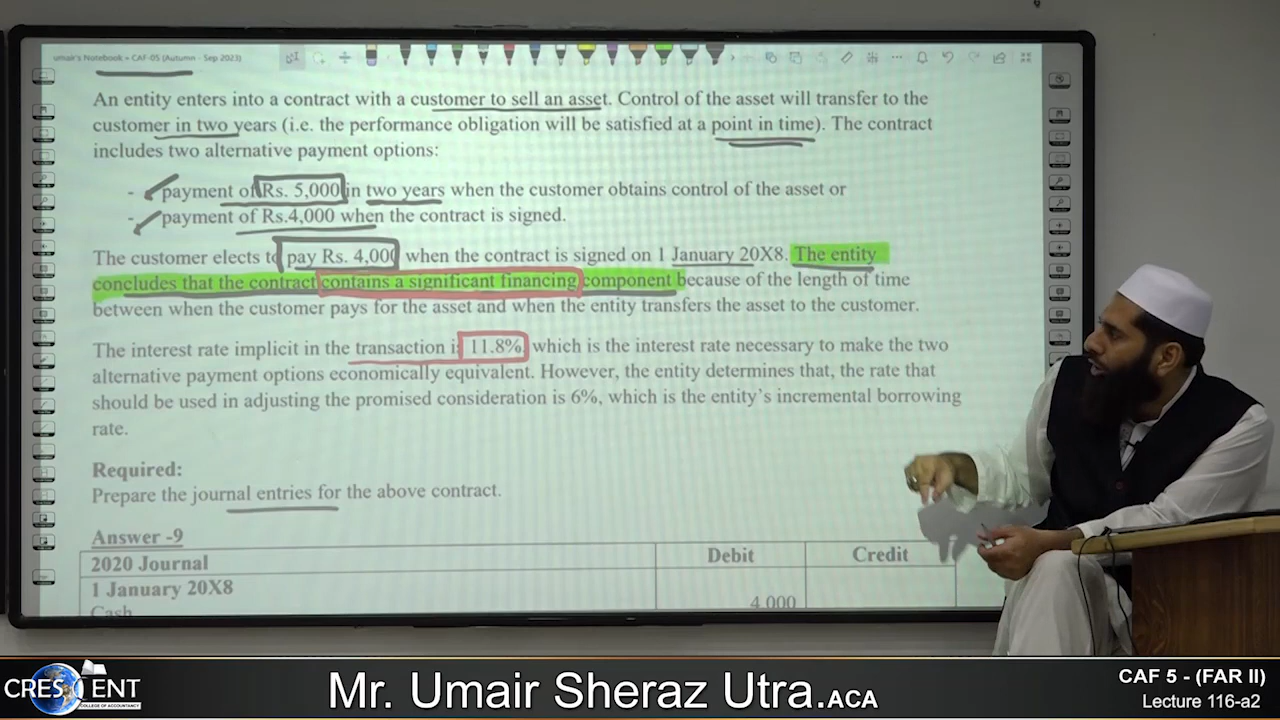 umair's Notebook • CAF-05 (Autumn - Sep 2023)
An entity enters into a contract with a customer to sell an asset. Control of the asset will transfer to the
customer in two years (i.e. the performance obligation will be satisfied at a point in time). The contract
includes two alternative payment options:
- payment of Rs. 5,000 in two years when the customer obtains control of the asset or
- payment of Rs.4,000 when the contract is signed.
The customer elects to pay Rs. 4,000 when the contract is signed on 1 January 20X8. The entity
concludes that the contract contains a significant financing component because of the length of time
between when the customer pays for the asset and when the entity transfers the asset to the customer.
The interest rate implicit in the transaction is 11.8% which is the interest rate necessary to make the two
alternative payment options economically equivalent. However, the entity determines that, the rate that
should be used in adjusting the promised consideration is 6%, which is the entity's incremental borrowing
rate.
Required:
Prepare the journal entries for the above contract.
Answer -9
2020 Journal Debit Credit
1 January 20X8
Cash 4,000
CRESCENT
COLLEGE OF ACCOUNTANCY
Mr. Umair Sheraz Utra.ACA
CAF 5 - (FAR II)
Lecture 116-a2